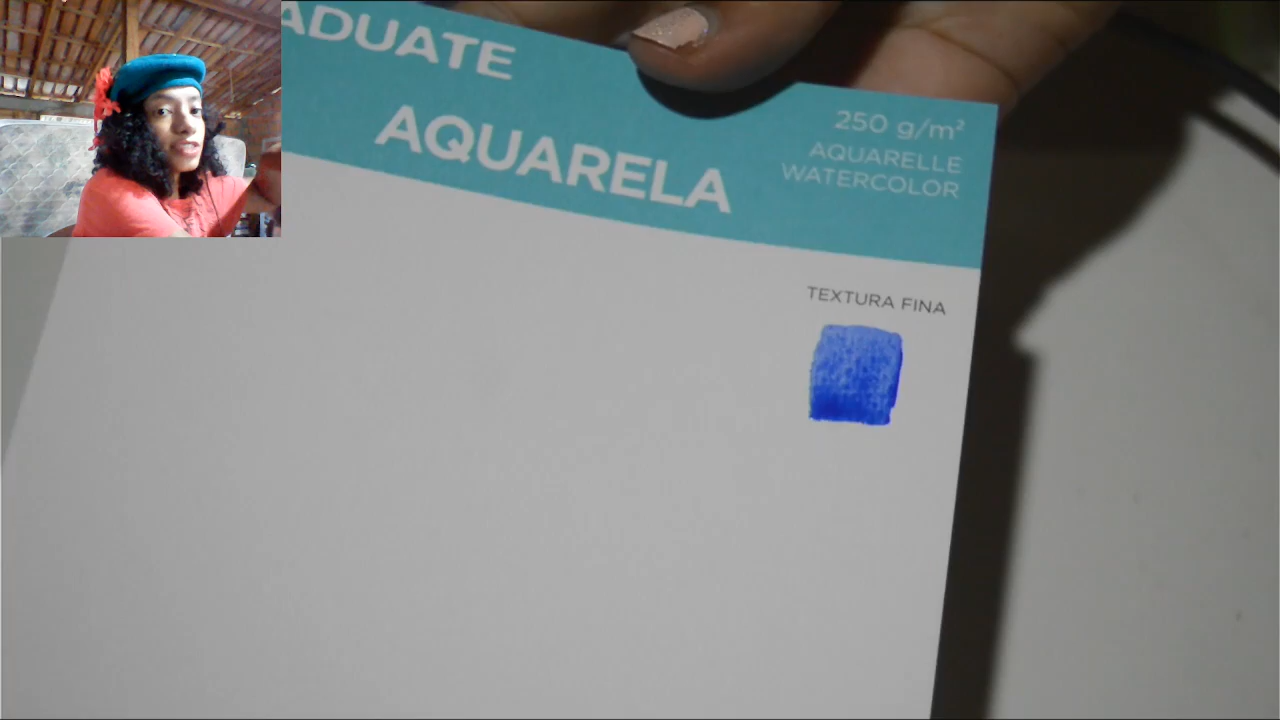 ADUATE
AQUARELA
250 g/m²
AQUARELLE
WATERCOLOR
TEXTURA FINA